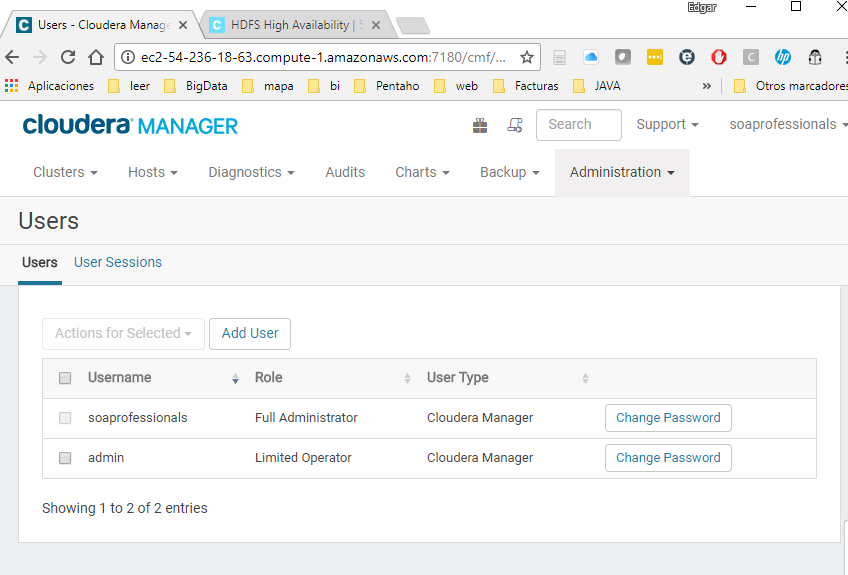 Edgar
Users - Cloudera Manage
HDFS High Availability |
ec2-54-236-18-63.compute-1.amazonaws.com:7180/cmf/...
Aplicaciones leer BigData mapa bi Pentaho web Facturas JAVA » Otros marcadores
cloudera MANAGER
Search Support soaprofessionals
Clusters Hosts Diagnostics Audits Charts Backup Administration
Users
Users User Sessions
Actions for Selected Add User
Username Role User Type
soaprofessionals Full Administrator Cloudera Manager Change Password
admin Limited Operator Cloudera Manager Change Password
Showing 1 to 2 of 2 entries